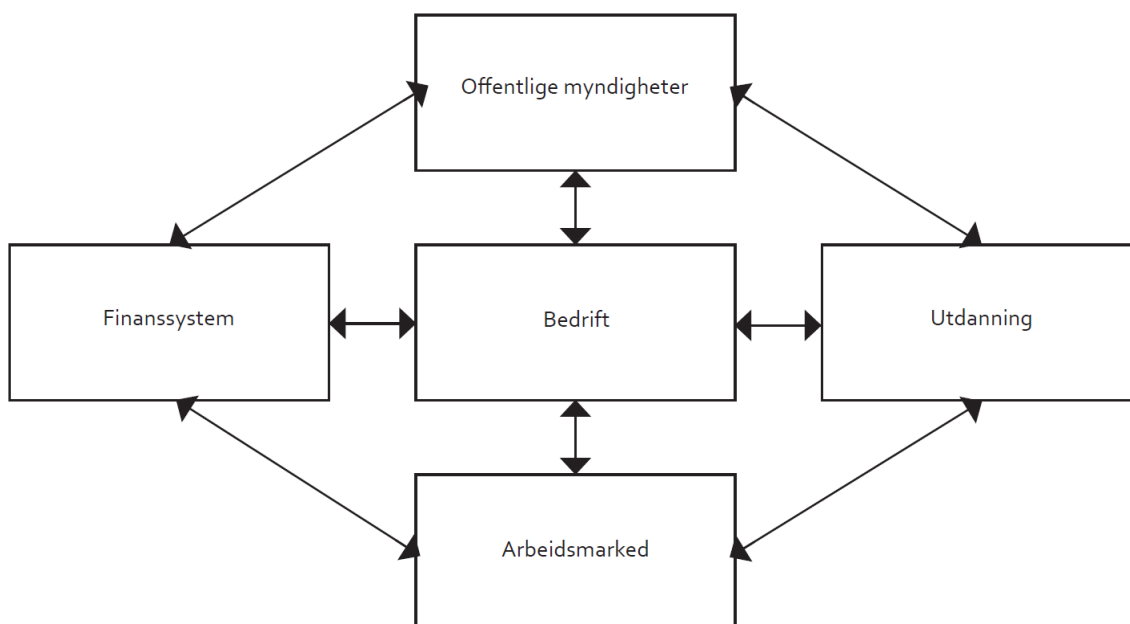 Offentlige myndigheter
Finanssystem
Bedrift
Utdanning
Arbeidsmarked